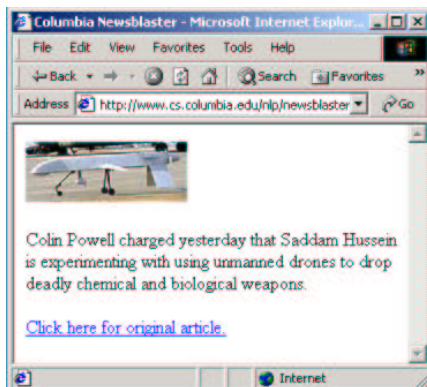 Columbia Newsblaster - Microsoft Internet Explor...
File Edit View Favorites Tools Help
Back Search Favorites »
Address http://www.cs.columbia.edu/nlp/newsblaster Go
Colin Powell charged yesterday that Saddam Hussein
is experimenting with using unmanned drones to drop
deadly chemical and biological weapons.
Click here for original article.
Internet